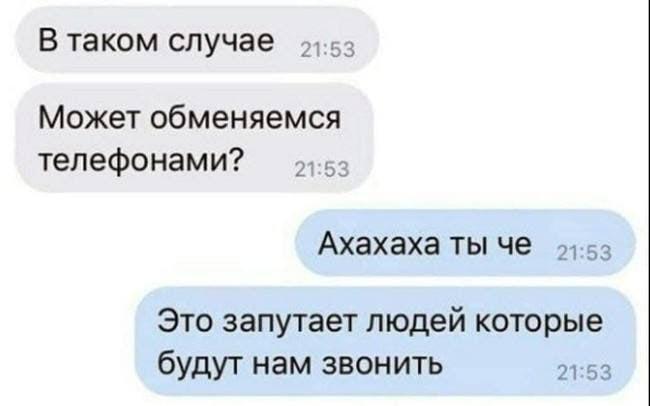 В таком случае 21:53
Может обменяемся
телефонами? 21:53
Ахахаха ты че 21:53
Это запутает людей которые
будут нам звонить 21:53